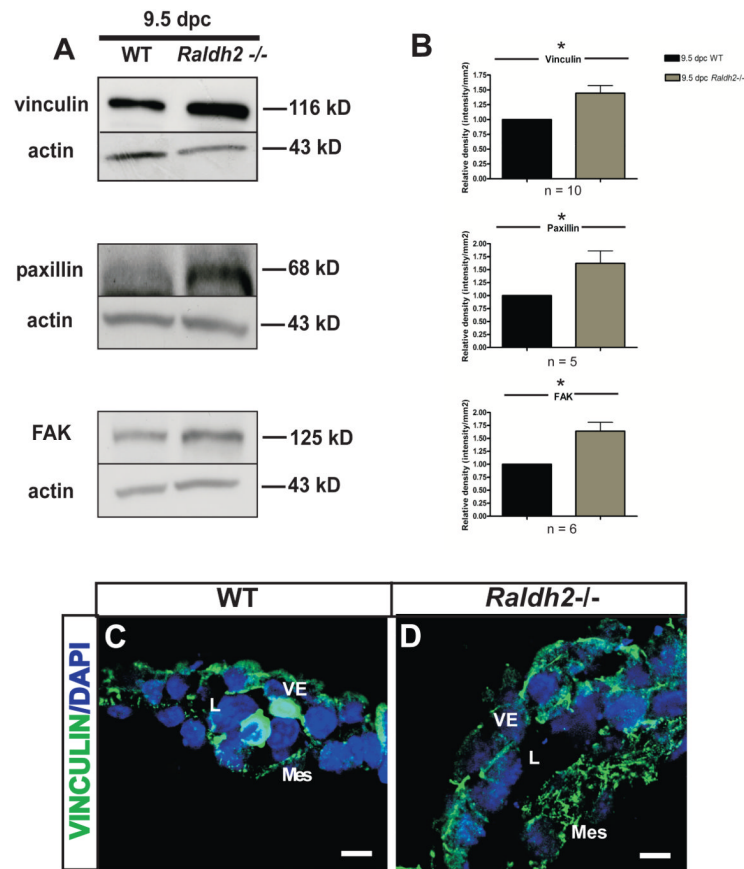 9.5 dpc
A
WT Raldh2 -/-
vinculin
116 kD
actin
43 kD
paxillin
68 kD
actin
43 kD
FAK
125 kD
actin
43 kD
B
9.5 dpc WT
9.5 dpc Raldh2-/-
*
Vinculin
Relative density (intensity/mm2)
1.75
1.50
1.25
1.00
0.75
0.50
0.25
0.00
n = 10
*
Paxillin
Relative density (intensity/mm2)
2.00
1.75
1.50
1.25
1.00
0.75
0.50
0.25
0.00
n = 5
*
FAK
Relative density (intensity/mm2)
2.00
1.75
1.50
1.25
1.00
0.75
0.50
0.25
0.00
n = 6
WT
Raldh2-/-
VINCULIN/DAPI
C
L
VE
Mes
D
VE
L
Mes